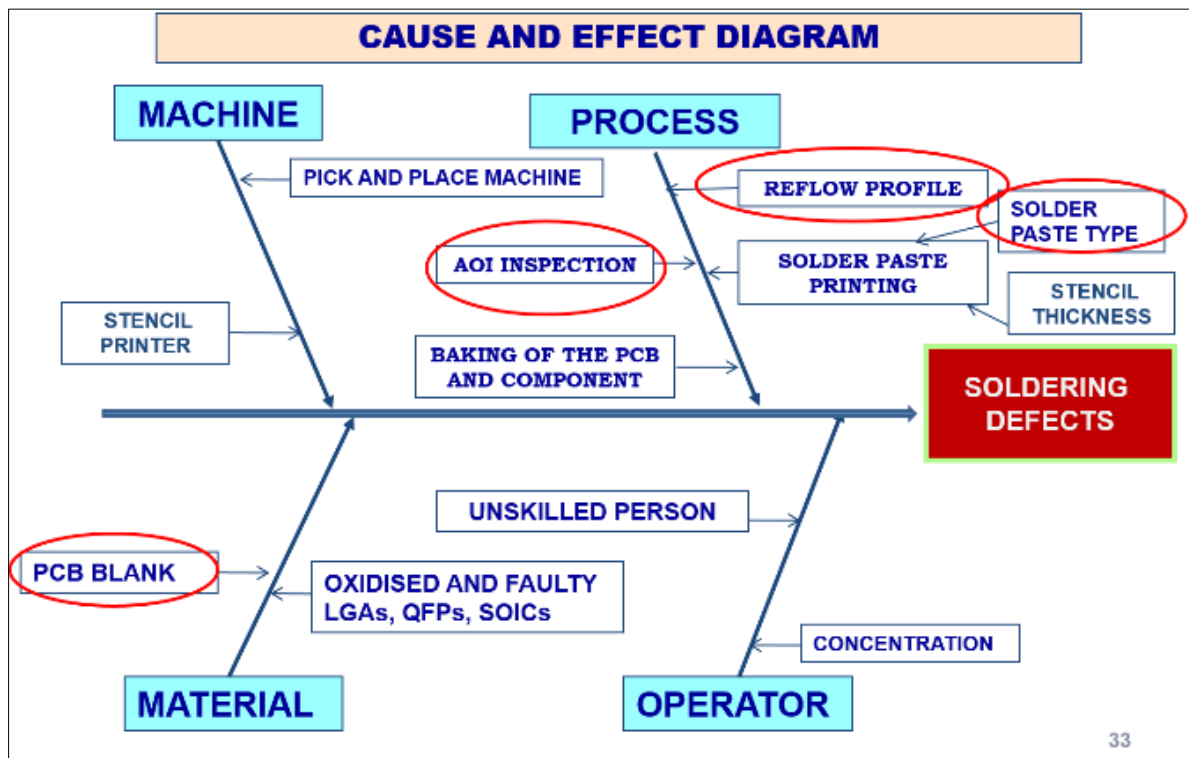 CAUSE AND EFFECT DIAGRAM
MACHINE
PROCESS
PICK AND PLACE MACHINE
REFLOW PROFILE
SOLDER
PASTE TYPE
AOI INSPECTION
SOLDER PASTE
PRINTING
STENCIL
THICKNESS
STENCIL
PRINTER
BAKING OF THE PCB
AND COMPONENT
SOLDERING
DEFECTS
UNSKILLED PERSON
PCB BLANK
OXIDISED AND FAULTY
LGAs, QFPs, SOICs
CONCENTRATION
MATERIAL
OPERATOR
33